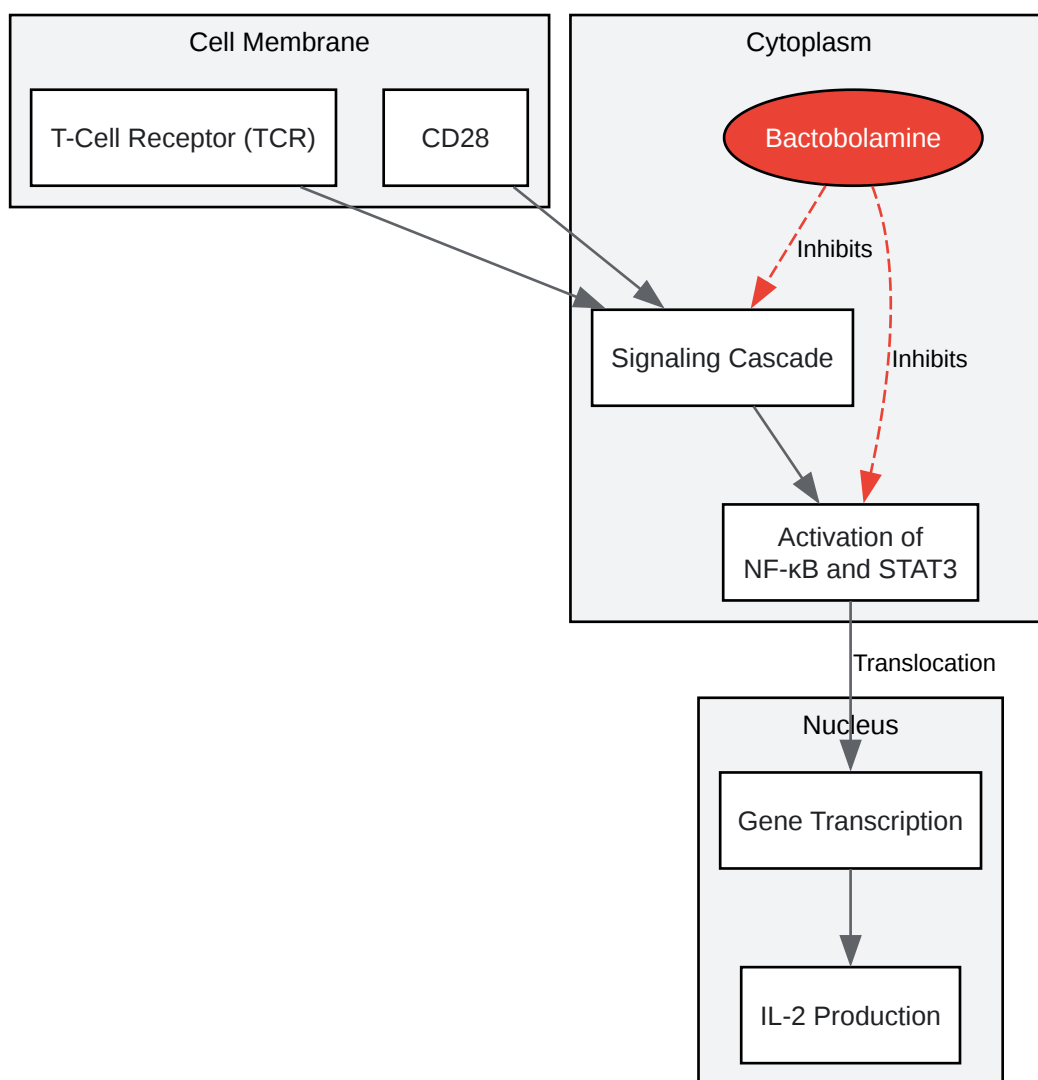 Cell Membrane
T-Cell Receptor (TCR)
CD28
Cytoplasm
Bactobolamine
Inhibits
Inhibits
Signaling Cascade
Activation of
NF-κB and STAT3
Translocation
Nucleus
Gene Transcription
IL-2 Production